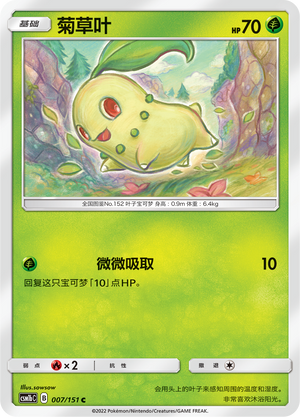 基础 菊草叶 HP70
全国图鉴No.152 叶子宝可梦 身高：0.9m 体重：6.4kg
微微吸取 10
回复这只宝可梦「10」点HP。
弱点 ×2 抗性 撤退
Illus.sowsow
csm1bC B 007/151 C
会用头上的叶子来感知周围的温度和湿度。
非常喜欢沐浴阳光。
©2022 Pokémon/Nintendo/Creatures/GAME FREAK.